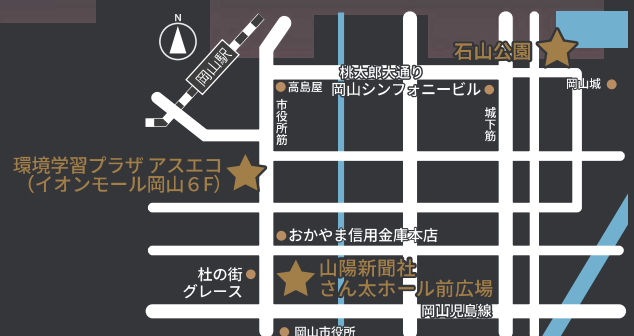 N
岡山駅
石山公園
桃太郎大通り
高島屋
岡山シンフォニービル
岡山城
市役所筋
城下筋
環境学習プラザ アスエコ
（イオンモール岡山６F）
おかやま信用金庫本店
杜の街
グレース
山陽新聞社
さん太ホール前広場
岡山児島線
岡山市役所